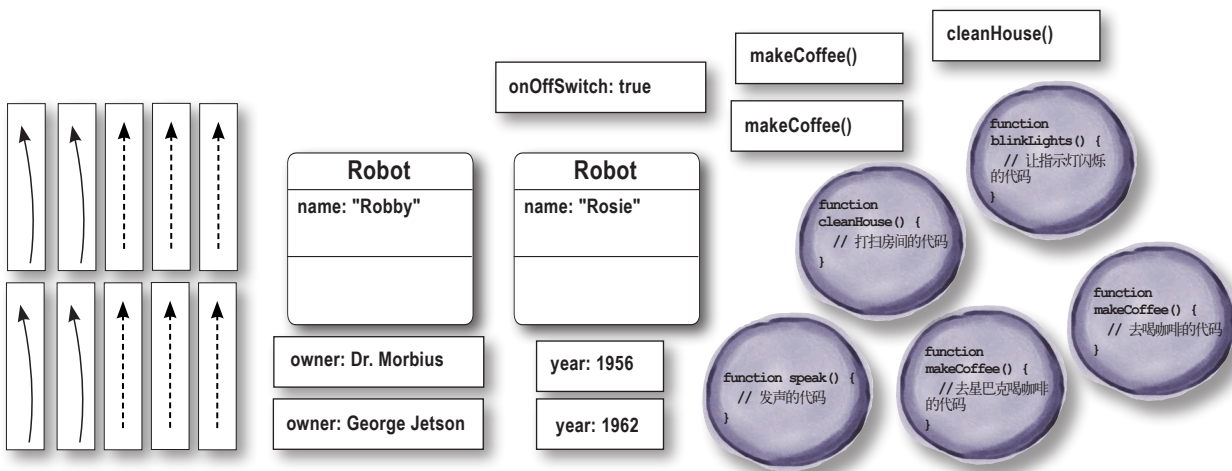 cleanHouse()
makeCoffee()
onOffSwitch: true
makeCoffee()
function
blinkLights() {
// 让指示灯闪烁
的代码
}
Robot
name: "Robby"
Robot
name: "Rosie"
function
cleanHouse() {
// 打扫房间的代码
}
function
makeCoffee() {
// 去喝咖啡的代码
}
owner: Dr. Morbius
year: 1956
function speak() {
// 发声的代码
}
function
makeCoffee() {
//去星巴克喝咖啡
的代码
}
owner: George Jetson
year: 1962